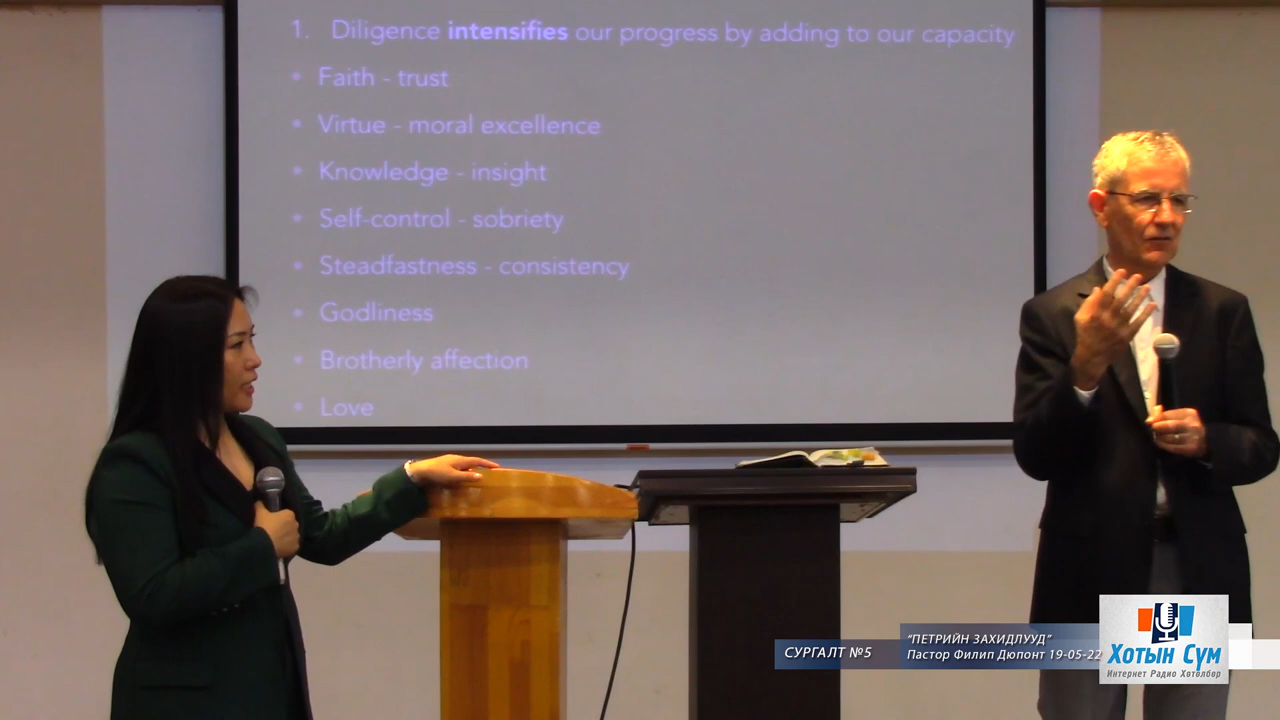 1. Diligence intensifies our progress by adding to our capacity
• Faith - trust
• Virtue - moral excellence
• Knowledge - insight
• Self-control - sobriety
• Steadfastness - consistency
• Godliness
• Brotherly affection
• Love
СУРГАЛТ №5
"ПЕТРИЙН ЗАХИДЛУУД"
Пастор Филип Дюпонт 19-05-22
Хотын Сүм
Интернет Радио Хөтөлбөр